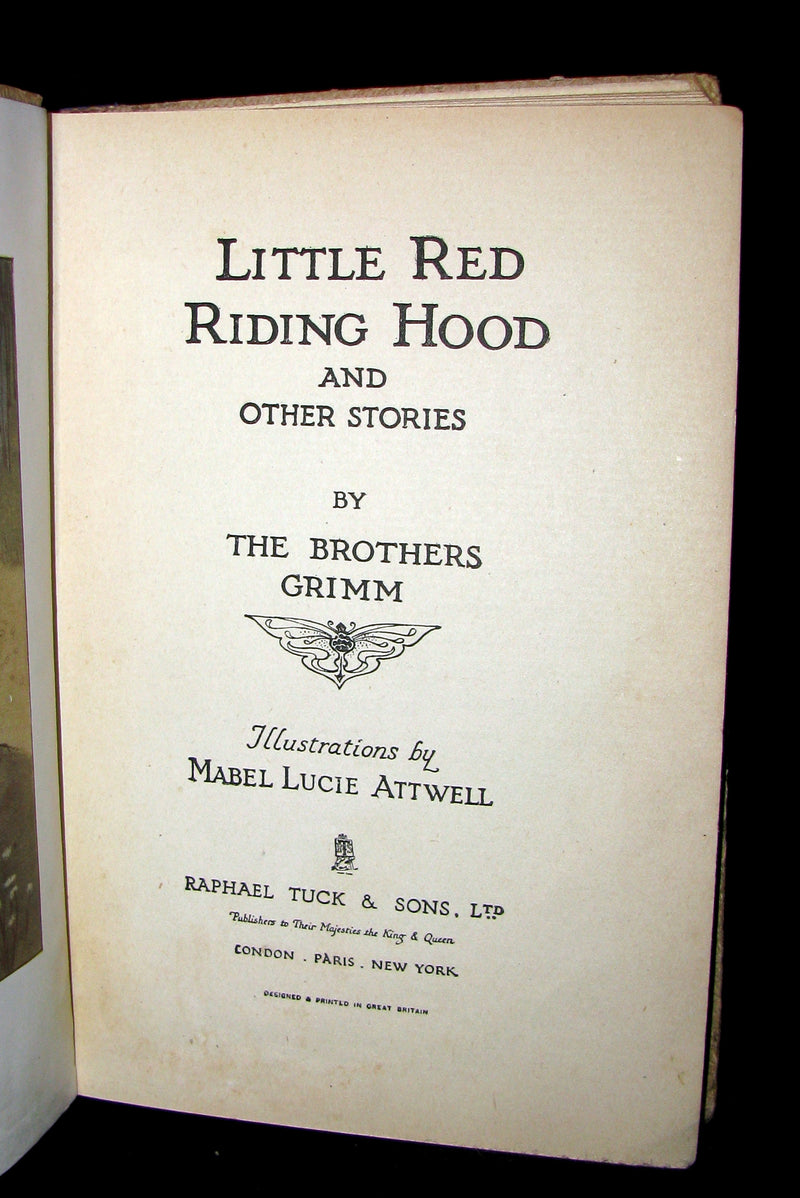 LITTLE RED
RIDING HOOD
AND
OTHER STORIES
BY
THE BROTHERS
GRIMM
Illustrations by
MABEL LUCIE ATTWELL
RAPHAEL TUCK & SONS, LTD
Publishers to Their Majesties the King & Queen
LONDON . PARIS . NEW YORK
DESIGNED & PRINTED IN GREAT BRITAIN